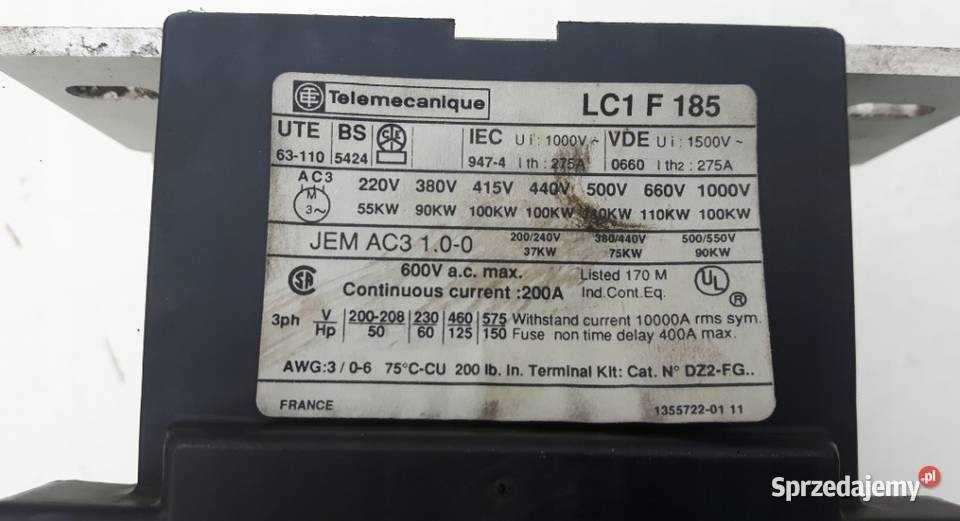 Telemecanique LC1 F 185
UTE BS IEC Ui: 1000V ~ VDE Ui: 1500V ~
63-110 5424 947-4 Ith: 275A 0660 Ith2: 275A
AC3 220V 380V 415V 440V 500V 660V 1000V
M 3~ 55KW 90KW 100KW 100KW 110KW 100KW
JEM AC3 1.0-0 200/240V 380/440V 500/550V
37KW 75KW 90KW
600V a.c. max. Listed 170 M UL
SA Continuous current :200A Ind.Cont.Eq. ®
3ph V 200-208 230 460 575 Withstand current 10000A rms sym.
Hp 50 60 125 150 Fuse non time delay 400A max.
AWG:3/0-6 75°C-CU 200 lb. In. Terminal Kit: Cat. N° DZ2-FG..
FRANCE 1355722-01 11
Sprzedajemy.pl